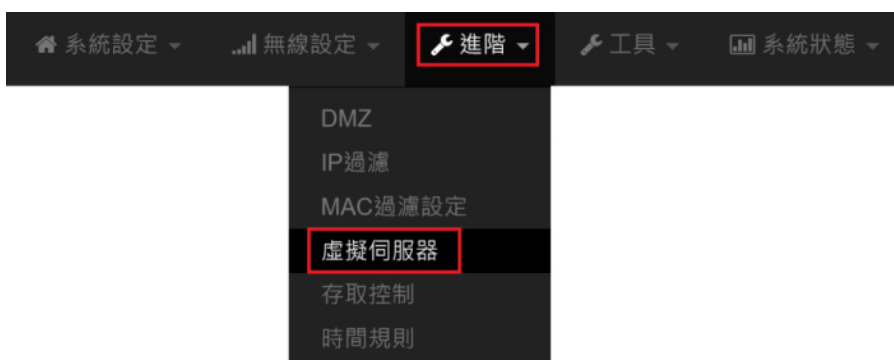 系統設定 無線設定 進階 工具 系統狀態
DMZ
IP過濾
MAC過濾設定
虛擬伺服器
存取控制
時間規則